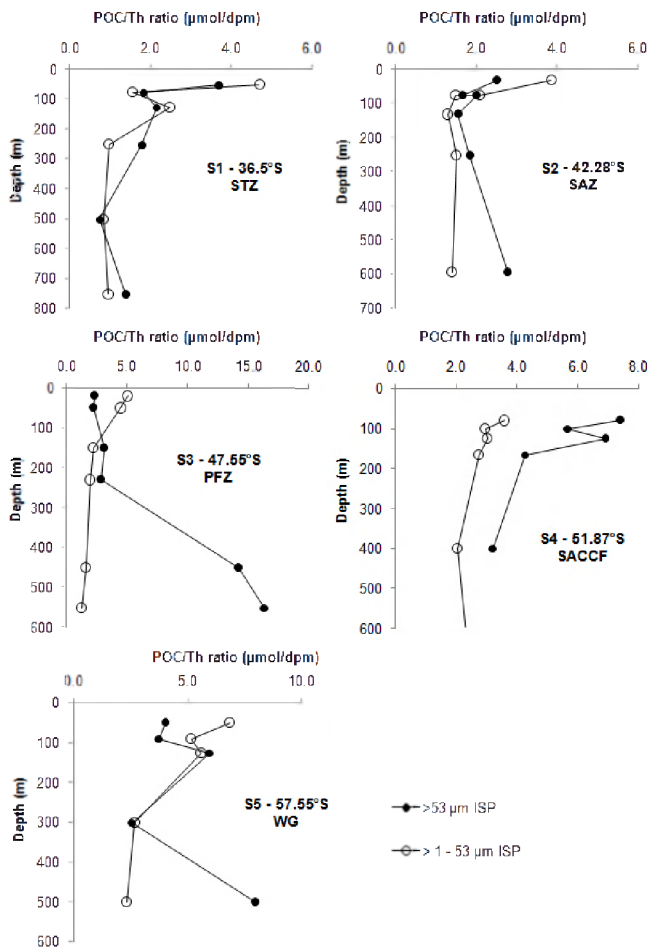 POC/Th ratio (µmol/dpm) POC/Th ratio (µmol/dpm)
0.0 2.0 4.0 6.0 0.0 2.0 4.0 6.0
0 0
100 100
200 200
300 300
400 400
500 500
600 600
700 700
800
Depth (m) Depth (m)
S1 - 36.5°S S2 - 42.28°S
STZ SAZ
POC/Th ratio (µmol/dpm) POC/Th ratio (µmol/dpm)
0.0 5.0 10.0 15.0 20.0 0.0 2.0 4.0 6.0 8.0
0 0
100 100
200 200
300 300
400 400
500 500
600 600
Depth (m) Depth (m)
S3 - 47.55°S S4 - 51.87°S
PFZ SACCF
POC/Th ratio (µmol/dpm)
0.0 5.0 10.0
0
100
200
300
400
500
600
Depth (m)
S5 - 57.55°S
WG
>53 µm ISP
> 1 - 53 µm ISP